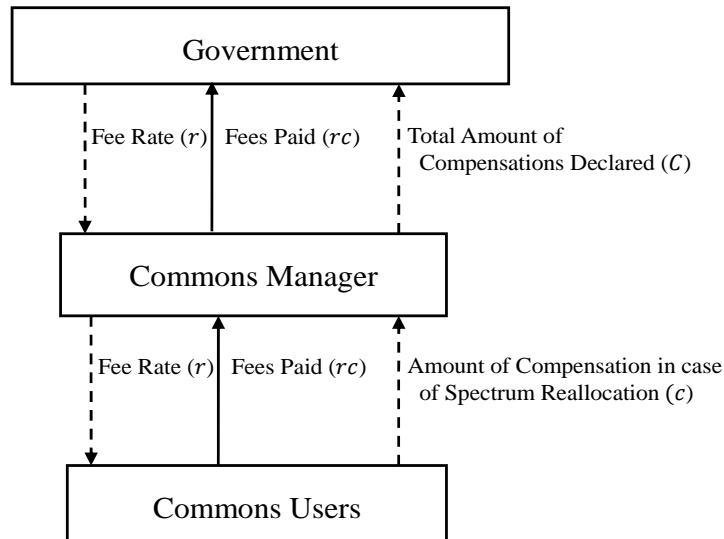 Government
Fee Rate (r)
Fees Paid (rc)
Total Amount of
Compensations Declared (C)
Commons Manager
Fee Rate (r)
Fees Paid (rc)
Amount of Compensation in case
of Spectrum Reallocation (c)
Commons Users